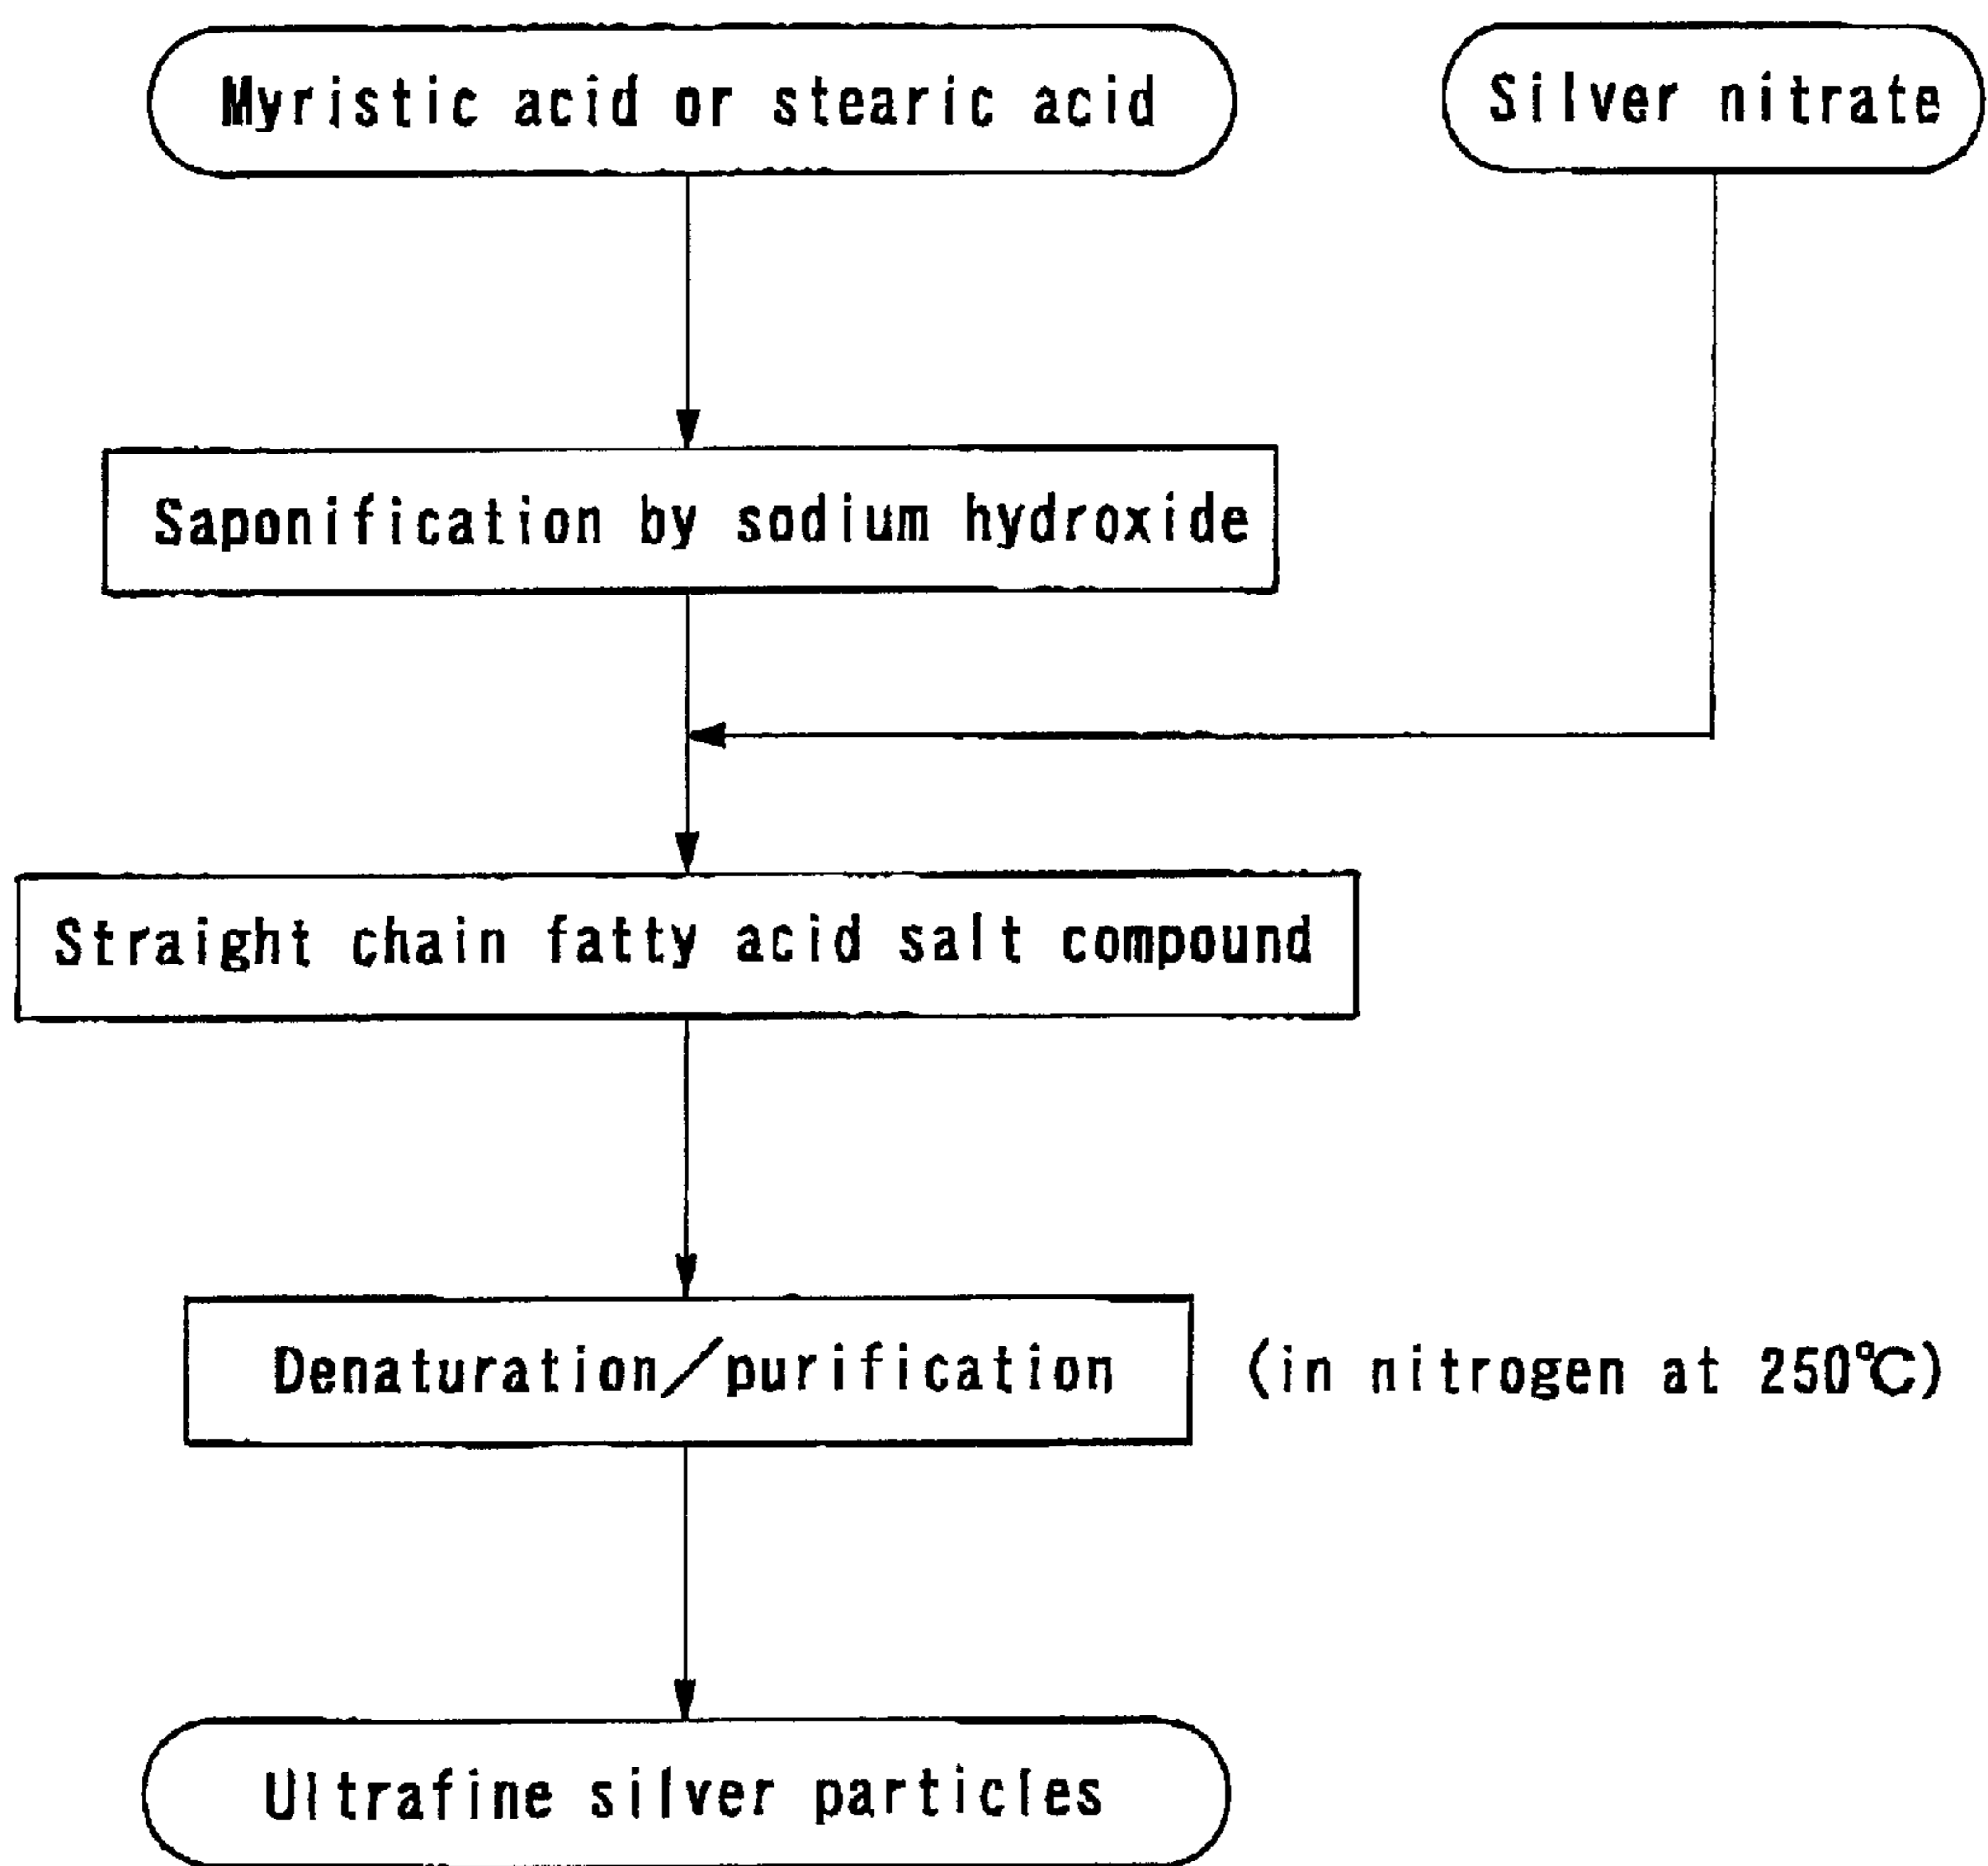 Myristic acid or stearic acid
Silver nitrate
Saponification by sodium hydroxide
Straight chain fatty acid salt compound
Denaturation/purification
(in nitrogen at 250℃)
Ultrafine silver particles